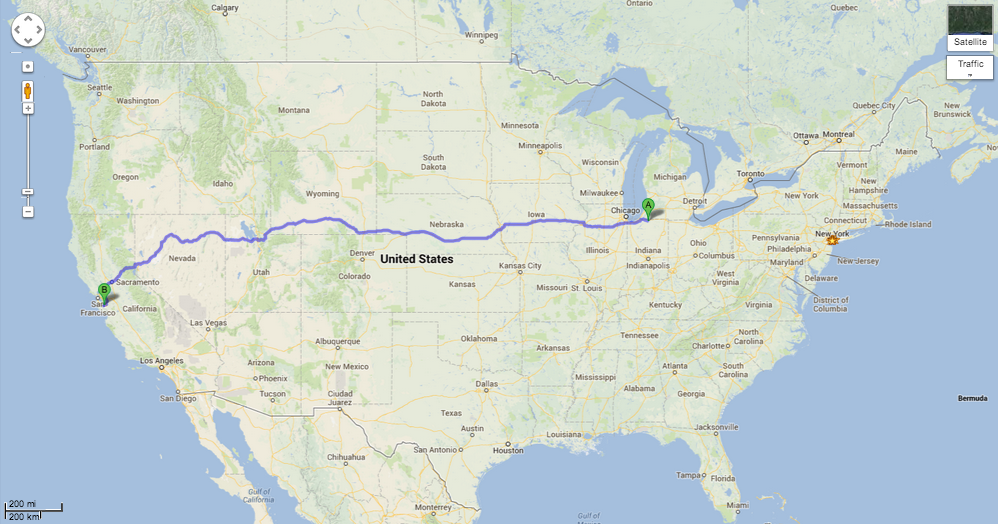 Calgary
Ontario
Quebec
Satellite
Traffic
Winnipeg
Vancouver
Seattle
Washington
Montana
North
Dakota
Minnesota
Quebec City
New
Brunswick
Portland
Ottawa
Montreal
Maine
Minneapolis
South
Dakota
Wisconsin
Michigan
Toronto
Vermont
Oregon
Idaho
Wyoming
Milwaukee
Detroit
New York
New
Hampshire
Massachusetts
A
Chicago
Iowa
Nebraska
Connecticut
Rhode Island
New York
Pennsylvania
Philadelphia
Ohio
Illinois
Indiana
Columbus
Indianapolis
Maryland
New Jersey
Nevada
Utah
Denver
Colorado
United States
Kansas City
Kansas
Missouri
St. Louis
West
Virginia
Delaware
District of
Columbia
Sacramento
B
San
Francisco
California
Kentucky
Virginia
Las Vegas
Tennessee
North
Carolina
Charlotte
Albuquerque
Oklahoma
Arkansas
Los Angeles
Arizona
New Mexico
Phoenix
Mississippi
Atlanta
South
Carolina
Alabama
Georgia
Dallas
San Diego
Tucson
Ciudad
Juarez
Bermuda
Texas
Austin
Louisiana
Jacksonville
San Antonio
Houston
Chihuahua
Tampa
Florida
Gulf of
California
Monterrey
Miami
Gulf of
Mexico
200 mi
200 km